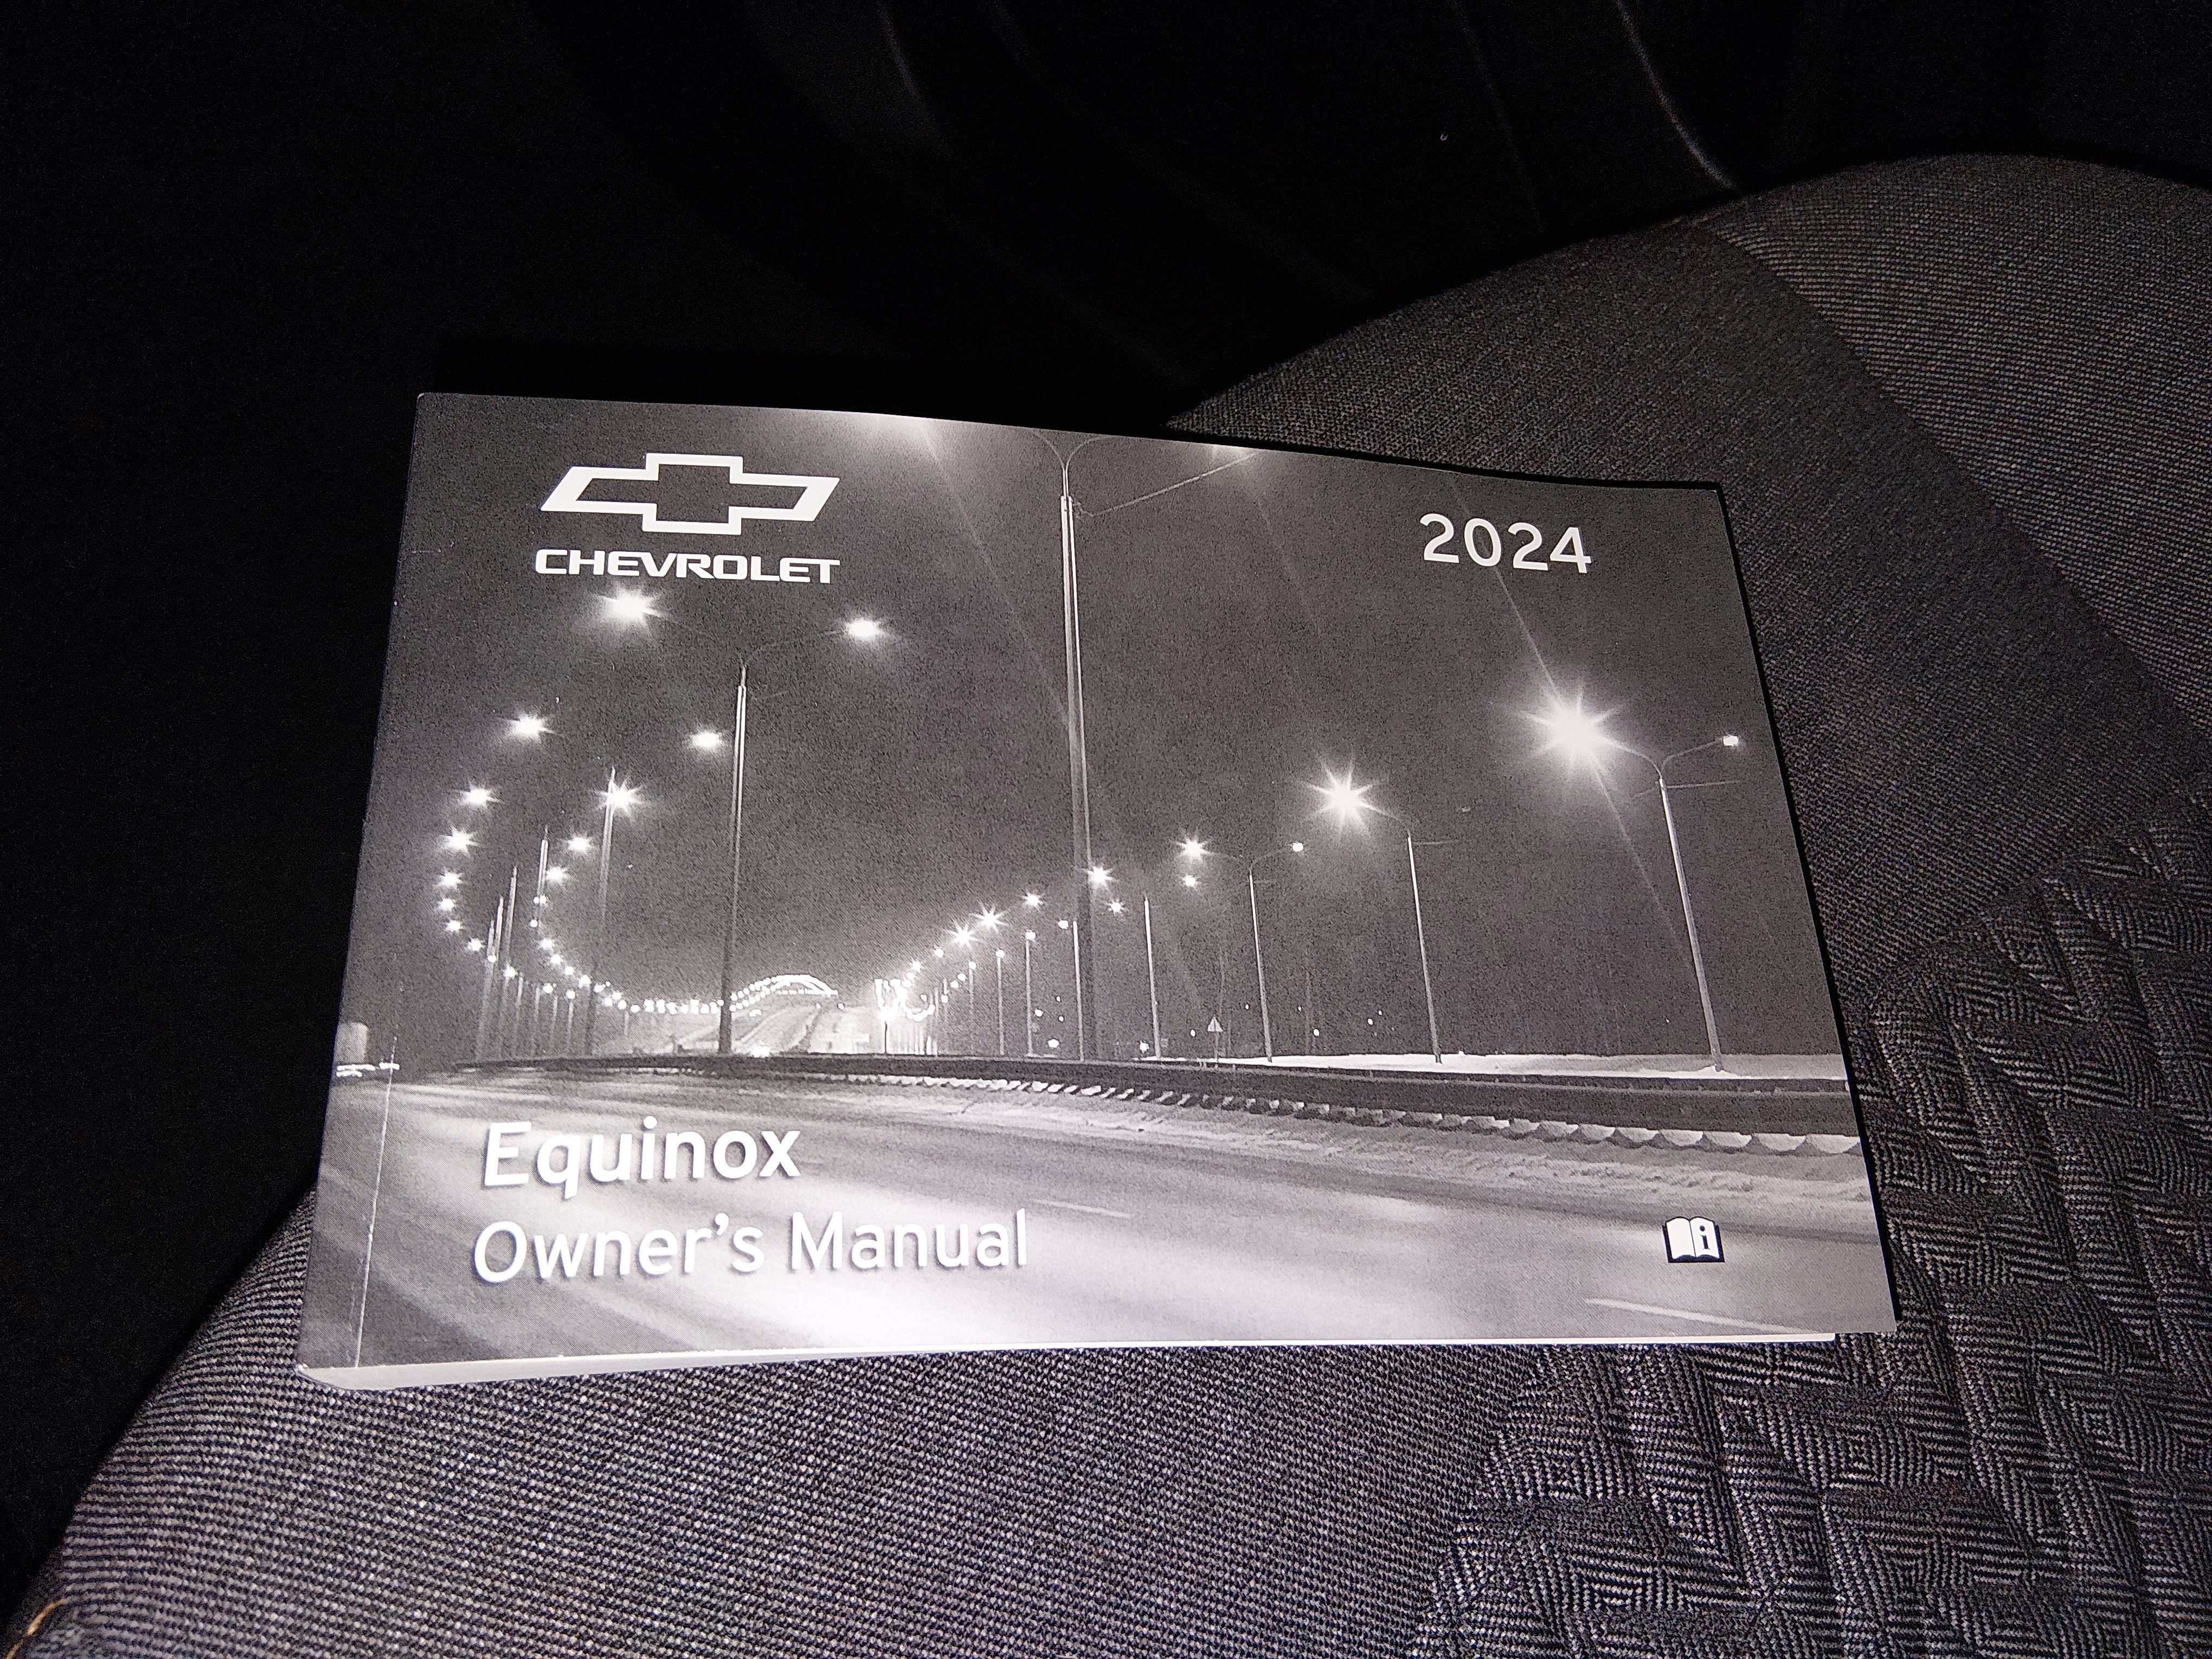 CHEVROLET
2024
Equinox
Owner's Manual